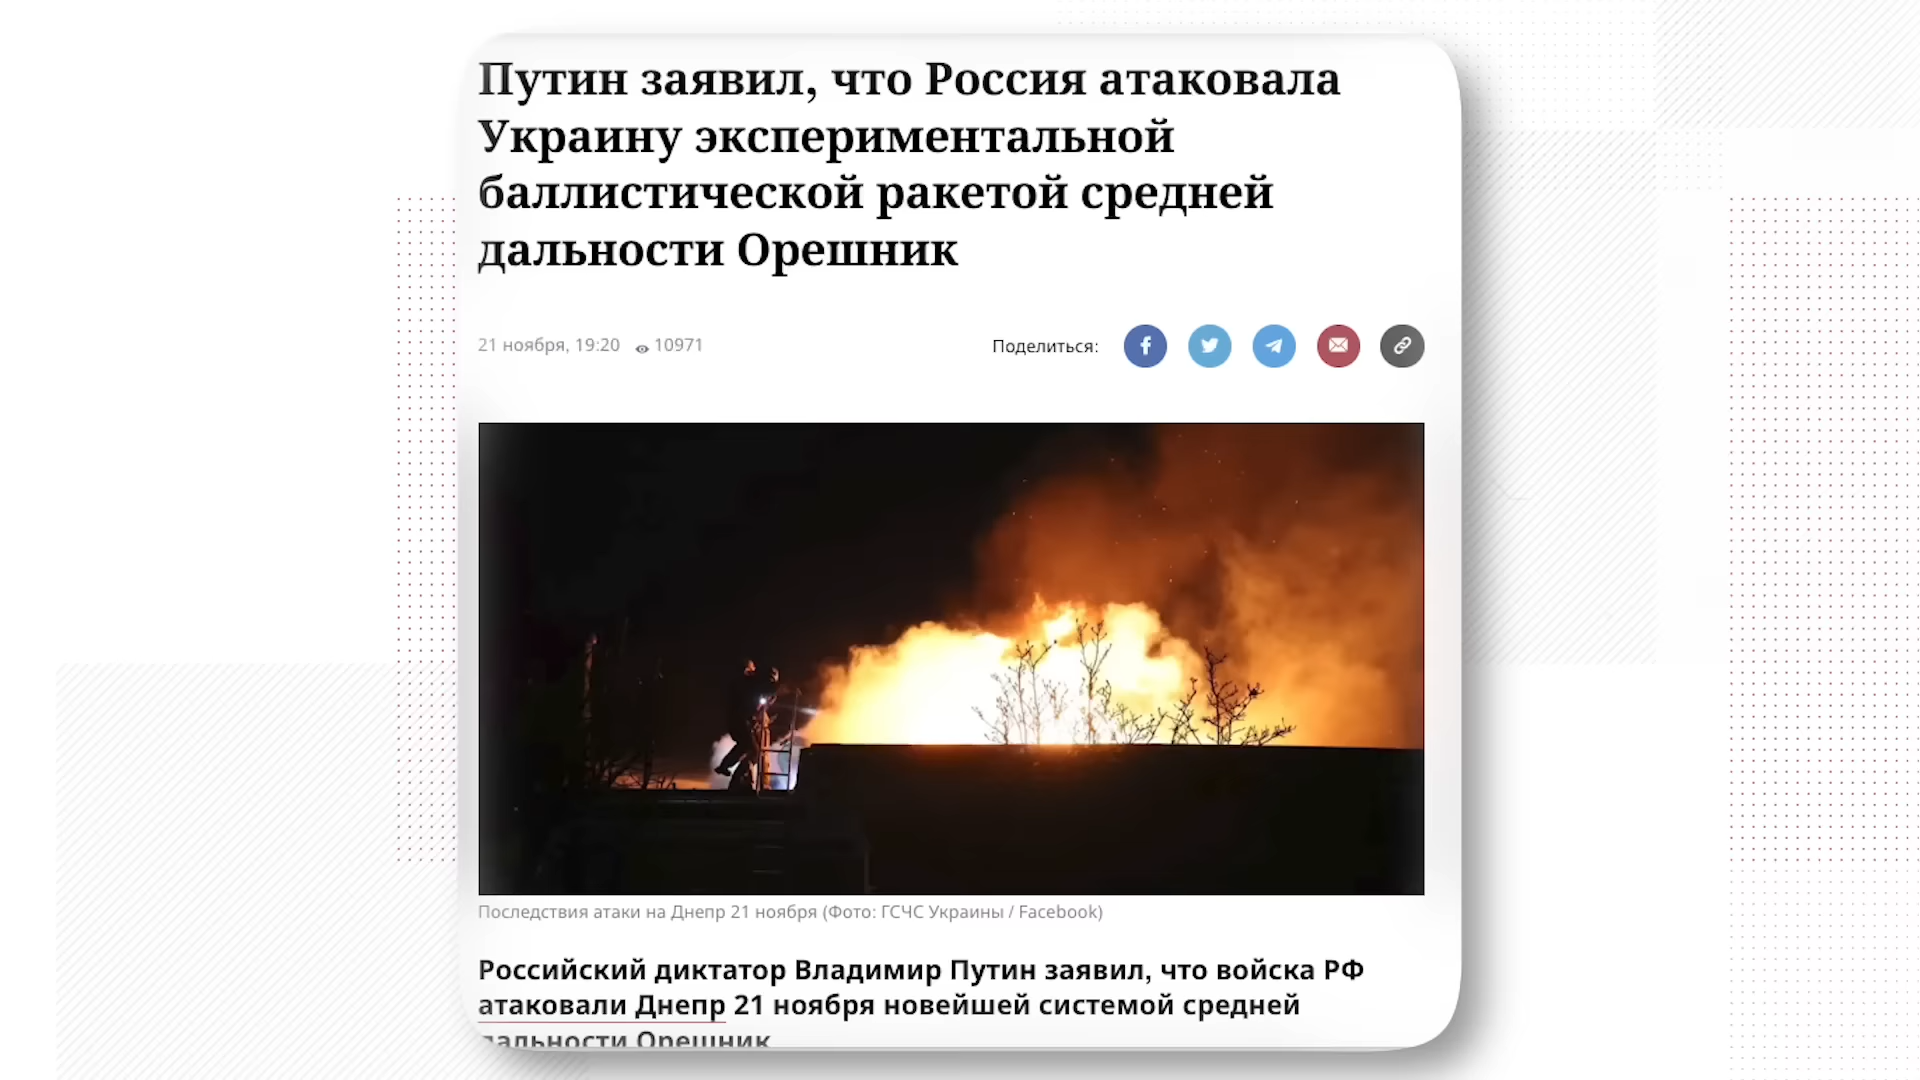 Путин заявил, что Россия атаковала
Украину экспериментальной
баллистической ракетой средней
дальности Орешник
21 ноября, 19:20 10971
Поделиться:
Последствия атаки на Днепр 21 ноября (Фото: ГСЧС Украины / Facebook)
Российский диктатор Владимир Путин заявил, что войска РФ
атаковали Днепр 21 ноября новейшей системой средней
дальности Орешник